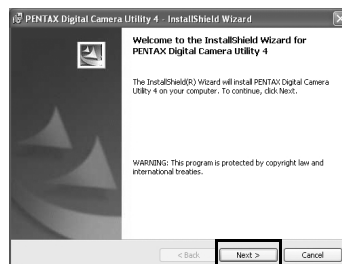 PENTAX Digital Camera Utility 4 - InstallShield Wizard
Welcome to the InstallShield Wizard for
PENTAX Digital Camera Utility 4
The InstallShield(R) Wizard will install PENTAX Digital Camera
Utility 4 on your computer. To continue, click Next.
WARNING: This program is protected by copyright law and
international treaties.
< Back
Next >
Cancel